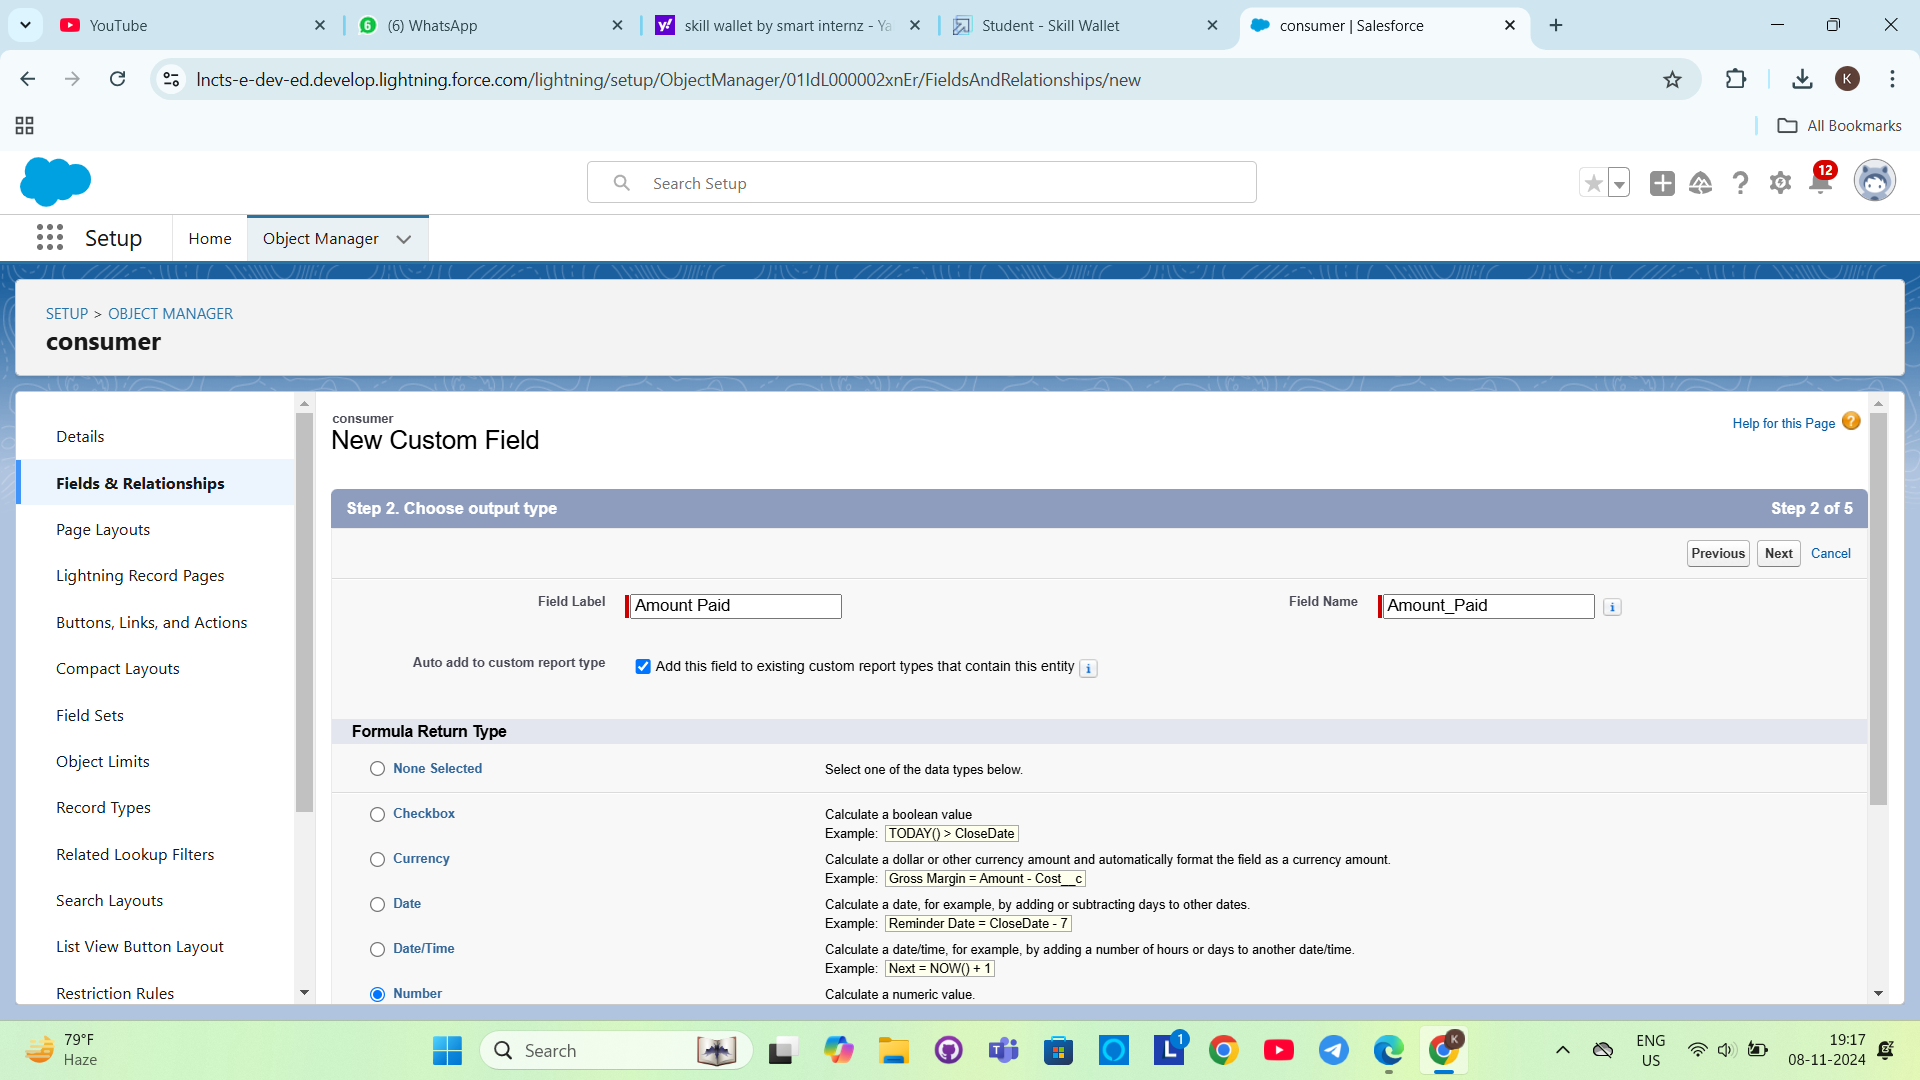 YouTube
(6) WhatsApp
skill wallet by smart internz - Ya
Student - Skill Wallet
consumer | Salesforce
lncts-e-dev-ed.develop.lightning.force.com/lightning/setup/ObjectManager/01IdL000002xnEr/FieldsAndRelationships/new
K
All Bookmarks
Search Setup
12
Setup
Home
Object Manager
SETUP > OBJECT MANAGER
consumer
Details
Fields & Relationships
Page Layouts
Lightning Record Pages
Buttons, Links, and Actions
Compact Layouts
Field Sets
Object Limits
Record Types
Related Lookup Filters
Search Layouts
List View Button Layout
Restriction Rules
consumer
New Custom Field
Help for this Page
Step 2. Choose output type
Step 2 of 5
Previous
Next
Cancel
Field Label
Amount Paid
Field Name
Amount_Paid
Auto add to custom report type
Add this field to existing custom report types that contain this entity
Formula Return Type
None Selected
Select one of the data types below.
Checkbox
Calculate a boolean value
Example: TODAY() > CloseDate
Currency
Calculate a dollar or other currency amount and automatically format the field as a currency amount.
Example: Gross Margin = Amount - Cost__c
Date
Calculate a date, for example, by adding or subtracting days to other dates.
Example: Reminder Date = CloseDate - 7
Date/Time
Calculate a date/time, for example, by adding a number of hours or days to another date/time.
Example: Next = NOW() + 1
Number
Calculate a numeric value.
79°F
Haze
Search
L
1
K
ENG
US
19:17
08-11-2024